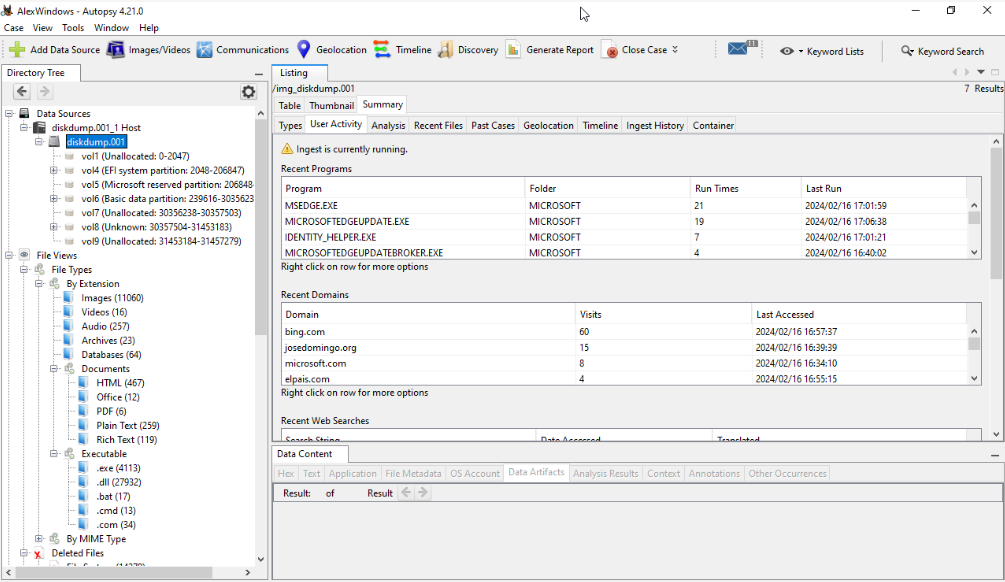 AlexWindows - Autopsy 4.21.0
Case View Tools Window Help
Add Data Source Images/Videos Communications Geolocation Timeline Discovery Generate Report Close Case 11 Keyword Lists Keyword Search
Directory Tree
Data Sources
diskdump.001_1 Host
diskdump.001
vol1 (Unallocated: 0-2047)
vol4 (EFI system partition: 2048-206847)
vol5 (Microsoft reserved partition: 206848-
vol6 (Basic data partition: 239616-3035623
vol7 (Unallocated: 30356238-30357503)
vol8 (Unknown: 30357504-31453183)
vol9 (Unallocated: 31453184-31457279)
File Views
File Types
By Extension
Images (11060)
Videos (16)
Audio (257)
Archives (23)
Databases (64)
Documents
HTML (467)
Office (12)
PDF (6)
Plain Text (259)
Rich Text (119)
Executable
.exe (4113)
.dll (27932)
.bat (17)
.cmd (13)
.com (34)
By MIME Type
Deleted Files
Listing
/img_diskdump.001
7 Results
Table Thumbnail Summary
Types User Activity Analysis Recent Files Past Cases Geolocation Timeline Ingest History Container
Ingest is currently running.
Recent Programs
Program Folder Run Times Last Run
MSEDGE.EXE MICROSOFT 21 2024/02/16 17:01:59
MICROSOFTEDGEUPDATE.EXE MICROSOFT 19 2024/02/16 17:06:38
IDENTITY_HELPER.EXE MICROSOFT 7 2024/02/16 17:01:21
MICROSOFTEDGEUPDATEBROKER.EXE MICROSOFT 4 2024/02/16 16:40:02
Right click on row for more options
Recent Domains
Domain Visits Last Accessed
bing.com 60 2024/02/16 16:57:37
josedomingo.org 15 2024/02/16 16:39:39
microsoft.com 8 2024/02/16 16:34:10
elpais.com 4 2024/02/16 16:55:15
Right click on row for more options
Recent Web Searches
Search String Date Accessed Translated
Data Content
Hex Text Application File Metadata OS Account Data Artifacts Analysis Results Context Annotations Other Occurrences
Result: of Result